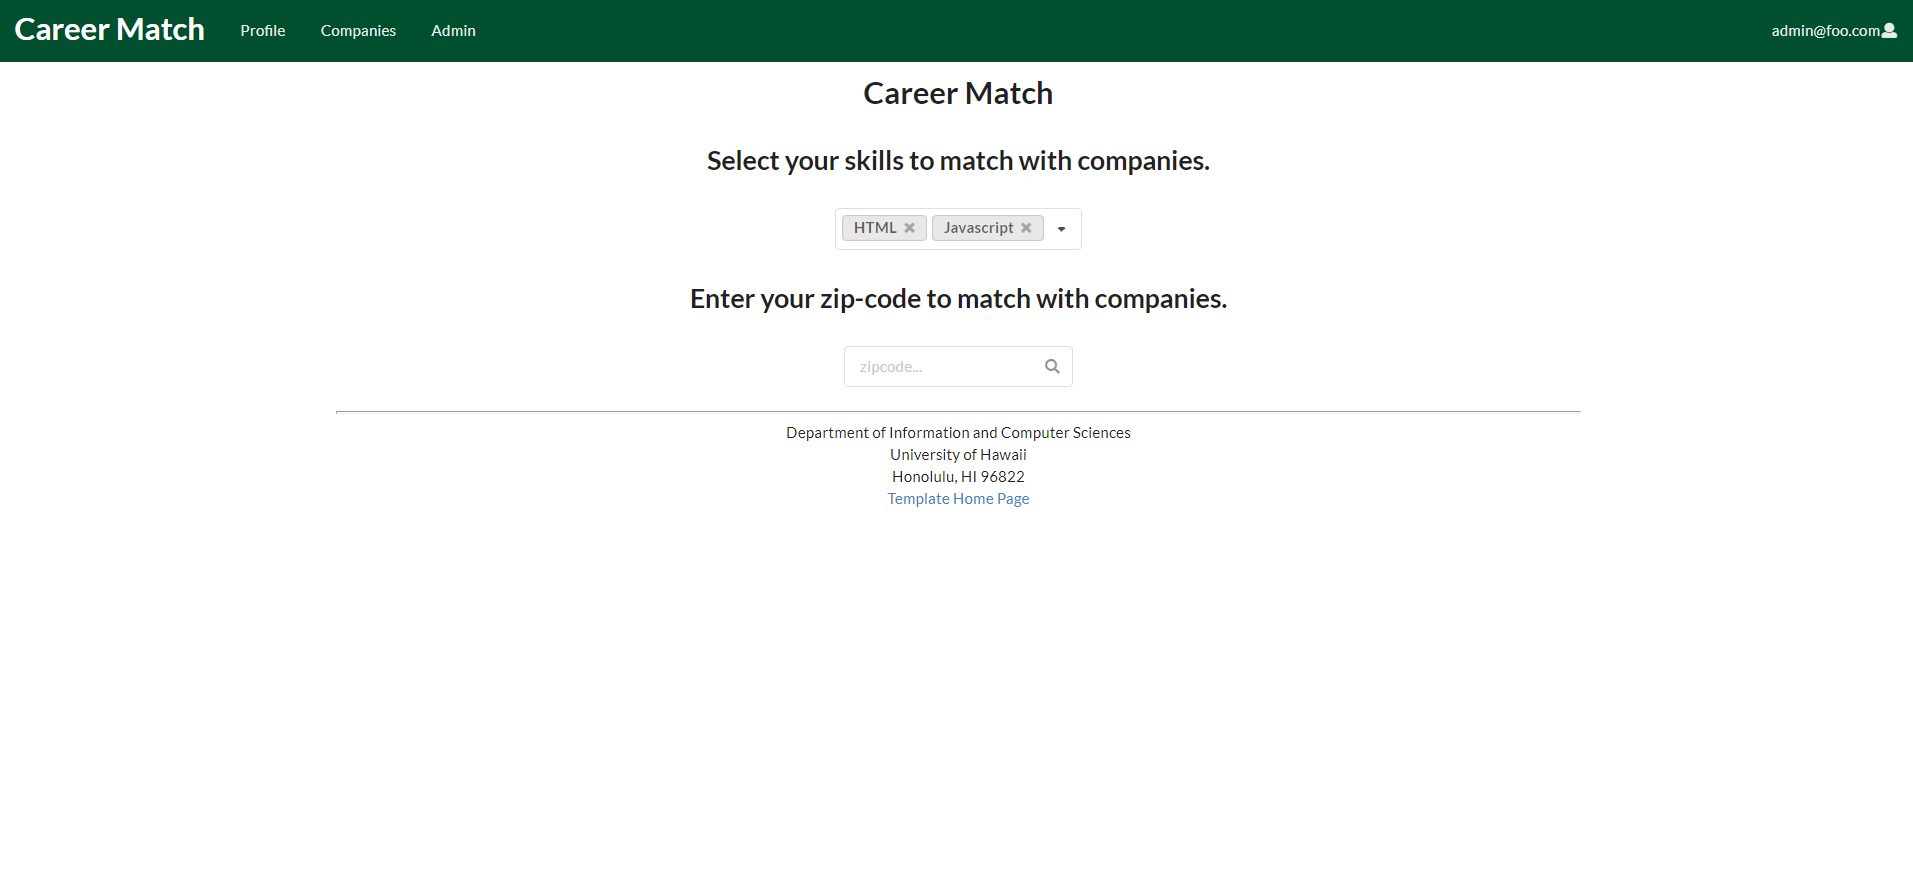 Career Match Profile Companies Admin admin@foo.com
Career Match
Select your skills to match with companies.
HTML Javascript
Enter your zip-code to match with companies.
zipcode...
Department of Information and Computer Sciences
University of Hawaii
Honolulu, HI 96822
Template Home Page